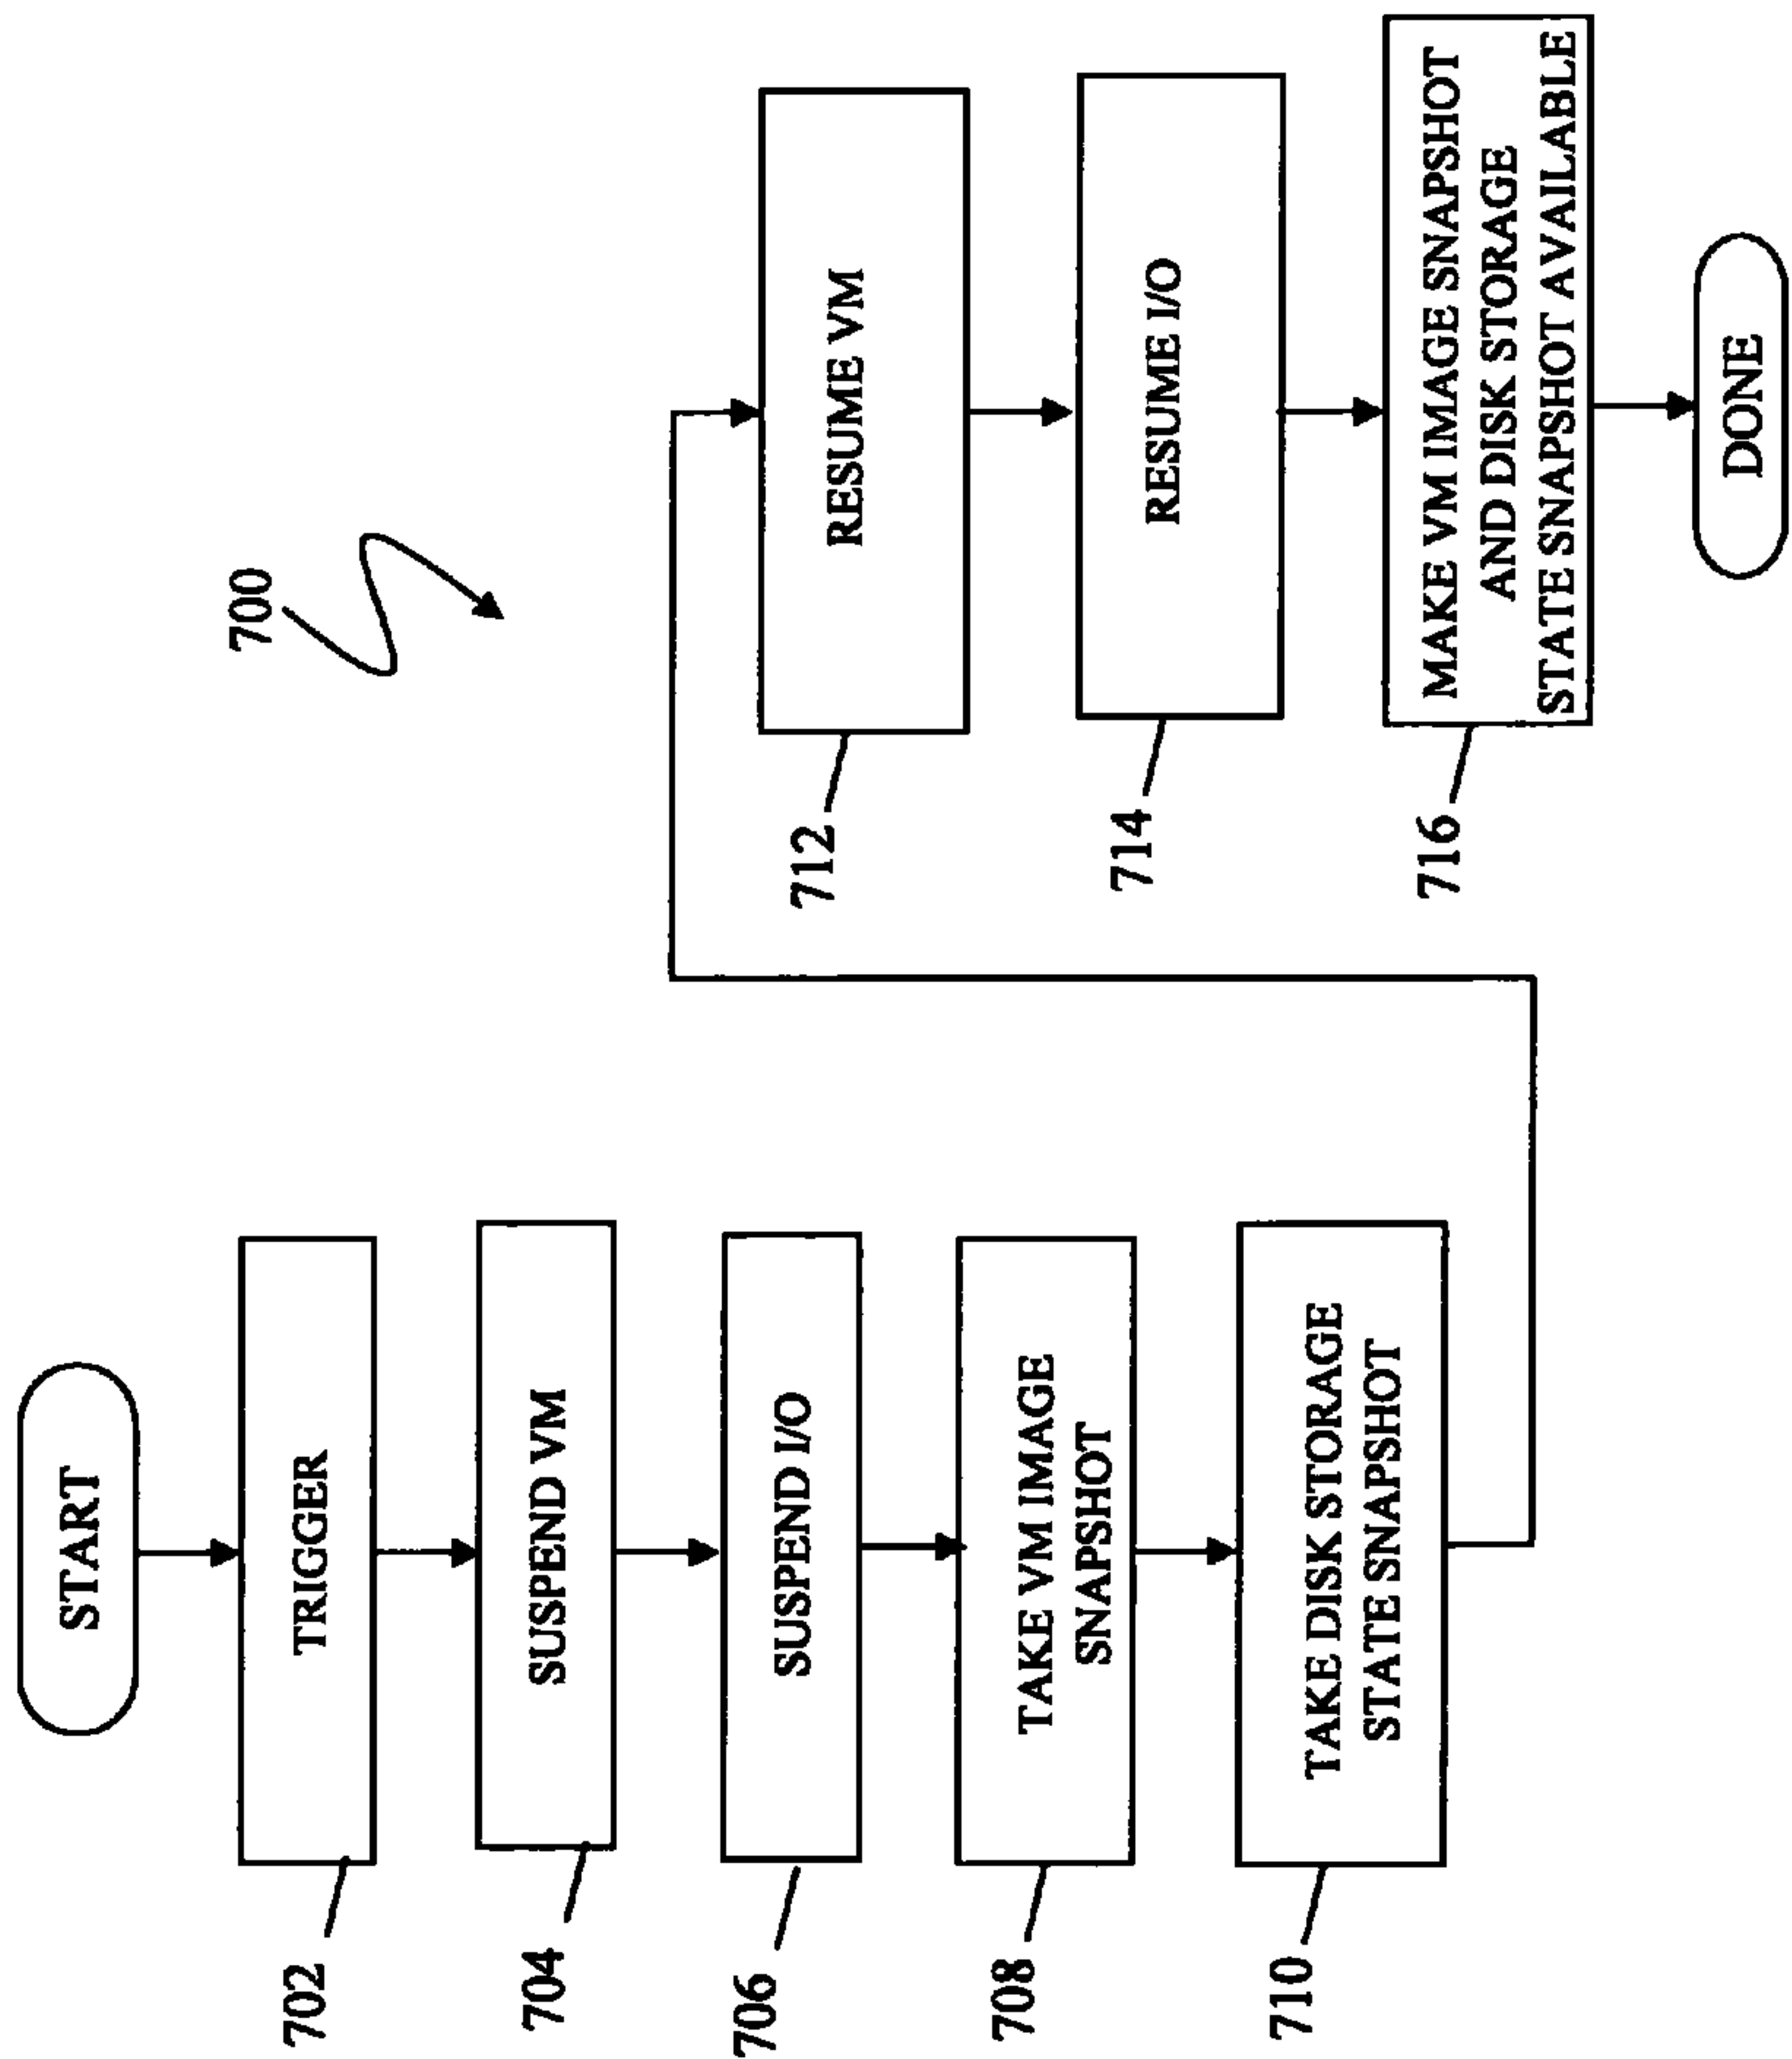 700
START
702
TRIGGER
704
SUSPEND VM
706
SUSPEND I/O
708
TAKE VM IMAGE
SNAPSHOT
710
TAKE DISK STORAGE
STATE SNAPSHOT
712
RESUME VM
714
RESUME I/O
716
MAKE VM IMAGE SNAPSHOT
AND DISK STORAGE
STATE SNAPSHOT AVAILABLE
DONE